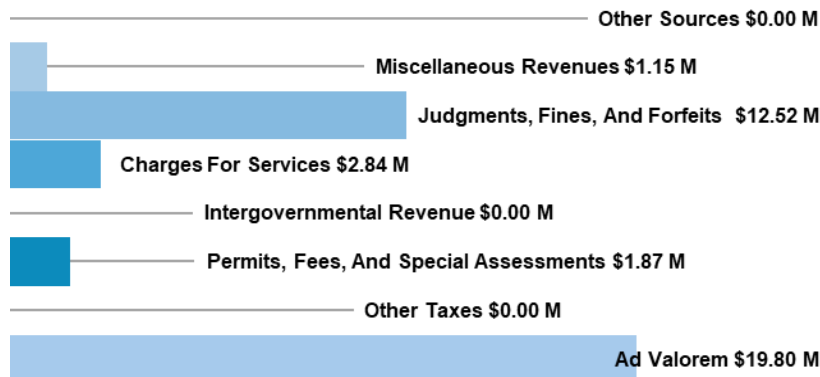 Other Sources $0.00 M
Miscellaneous Revenues $1.15 M
Judgments, Fines, And Forfeits $12.52 M
Charges For Services $2.84 M
Intergovernmental Revenue $0.00 M
Permits, Fees, And Special Assessments $1.87 M
Other Taxes $0.00 M
Ad Valorem $19.80 M